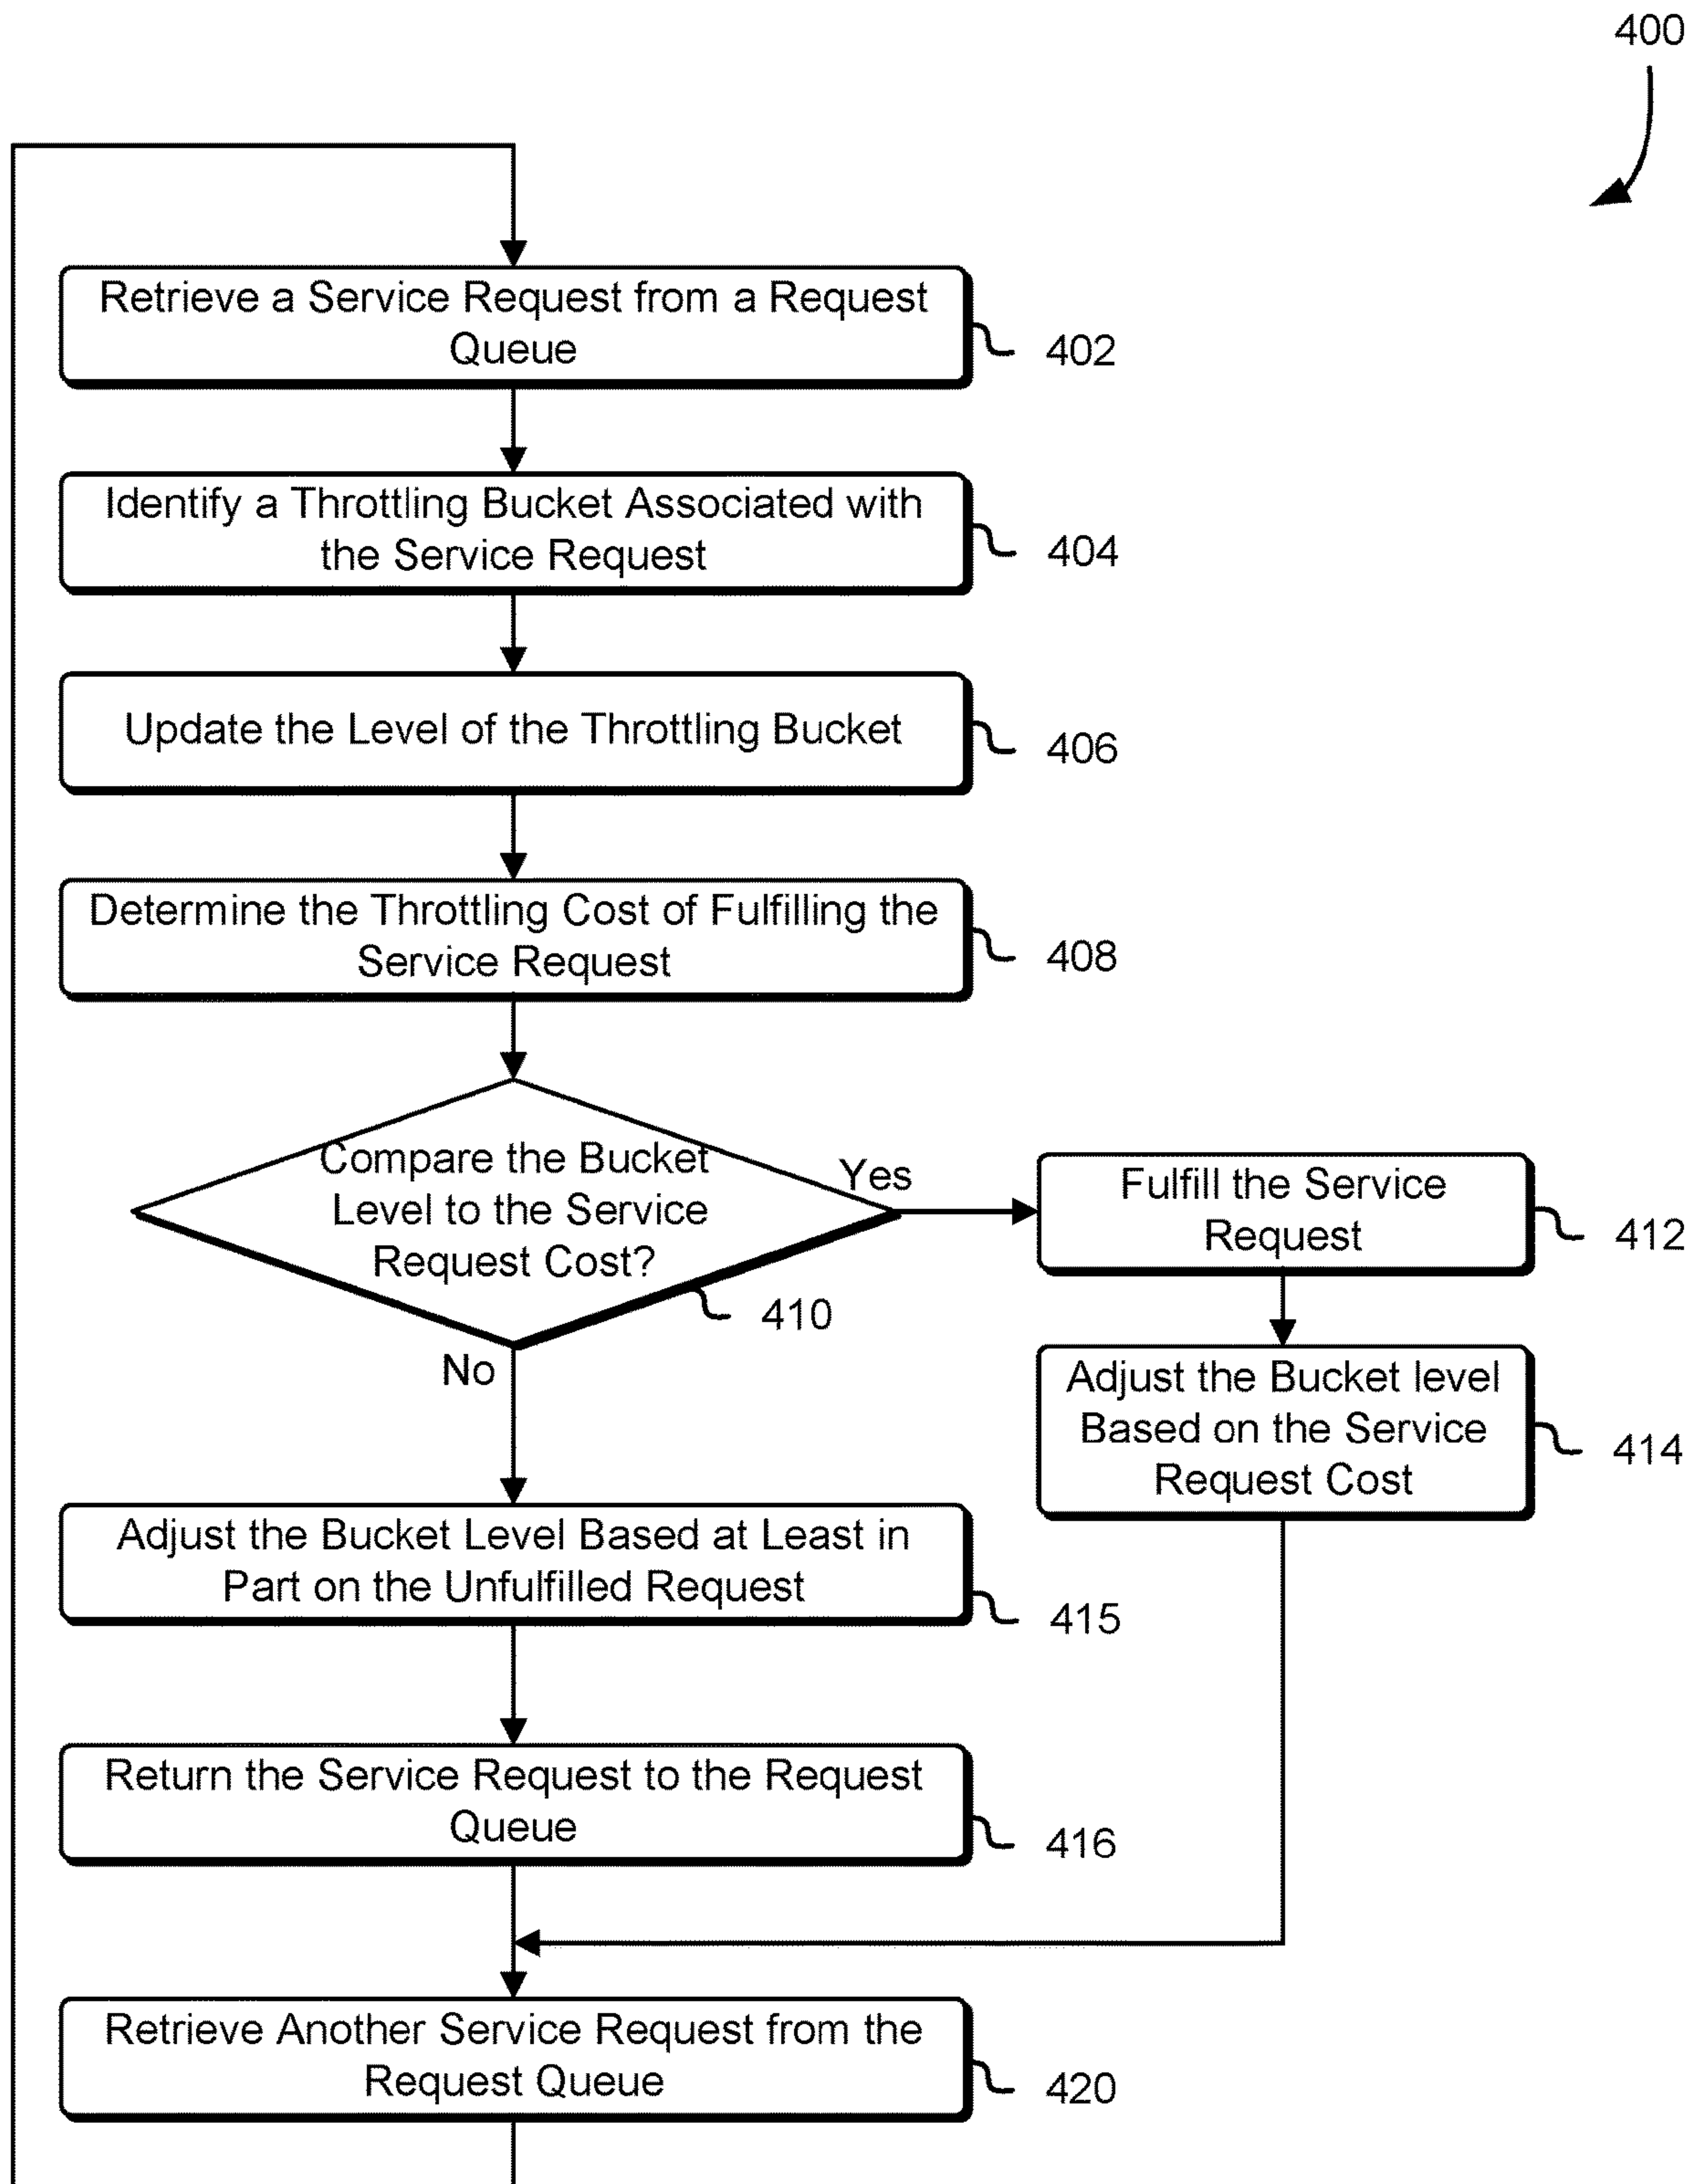 400
Retrieve a Service Request from a Request
Queue
402
Identify a Throttling Bucket Associated with
the Service Request
404
Update the Level of the Throttling Bucket
406
Determine the Throttling Cost of Fulfilling the
Service Request
408
Compare the Bucket
Level to the Service
Request Cost?
410
Yes
Fulfill the Service
Request
412
Adjust the Bucket level
Based on the Service
Request Cost
414
No
Adjust the Bucket Level Based at Least in
Part on the Unfulfilled Request
415
Return the Service Request to the Request
Queue
416
Retrieve Another Service Request from the
Request Queue
420